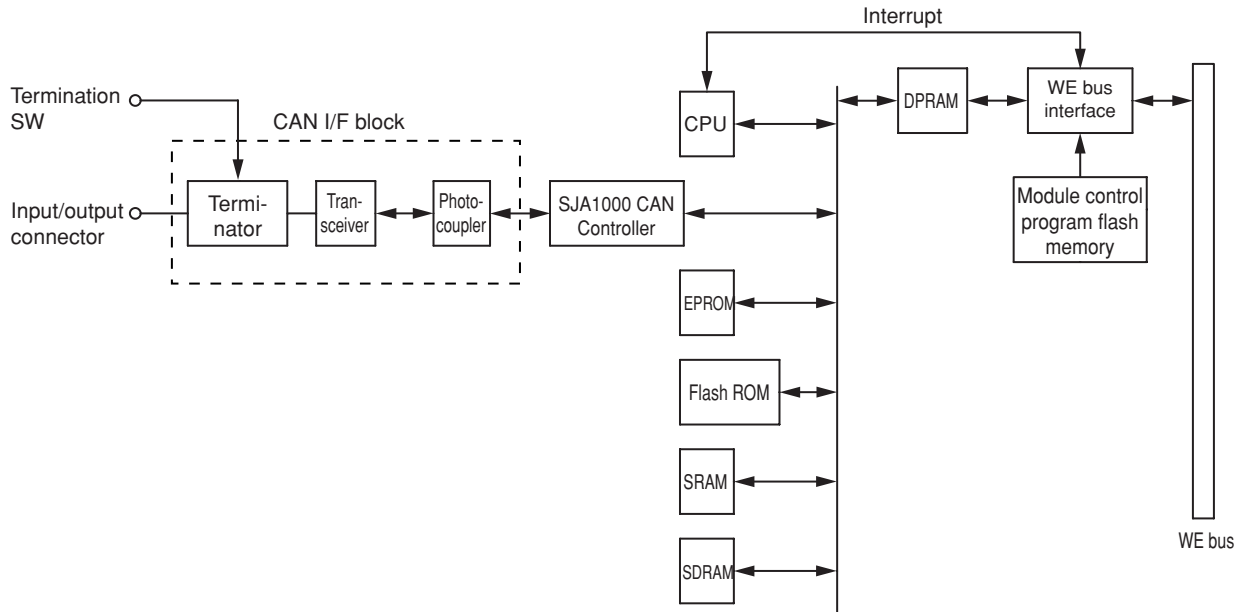 Interrupt
Termination
SW
CAN I/F block
CPU
DPRAM
WE bus
interface
Input/output
connector
Termi-
nator
Tran-
sceiver
Photo-
coupler
SJA1000 CAN
Controller
Module control
program flash
memory
EPROM
Flash ROM
SRAM
SDRAM
WE bus